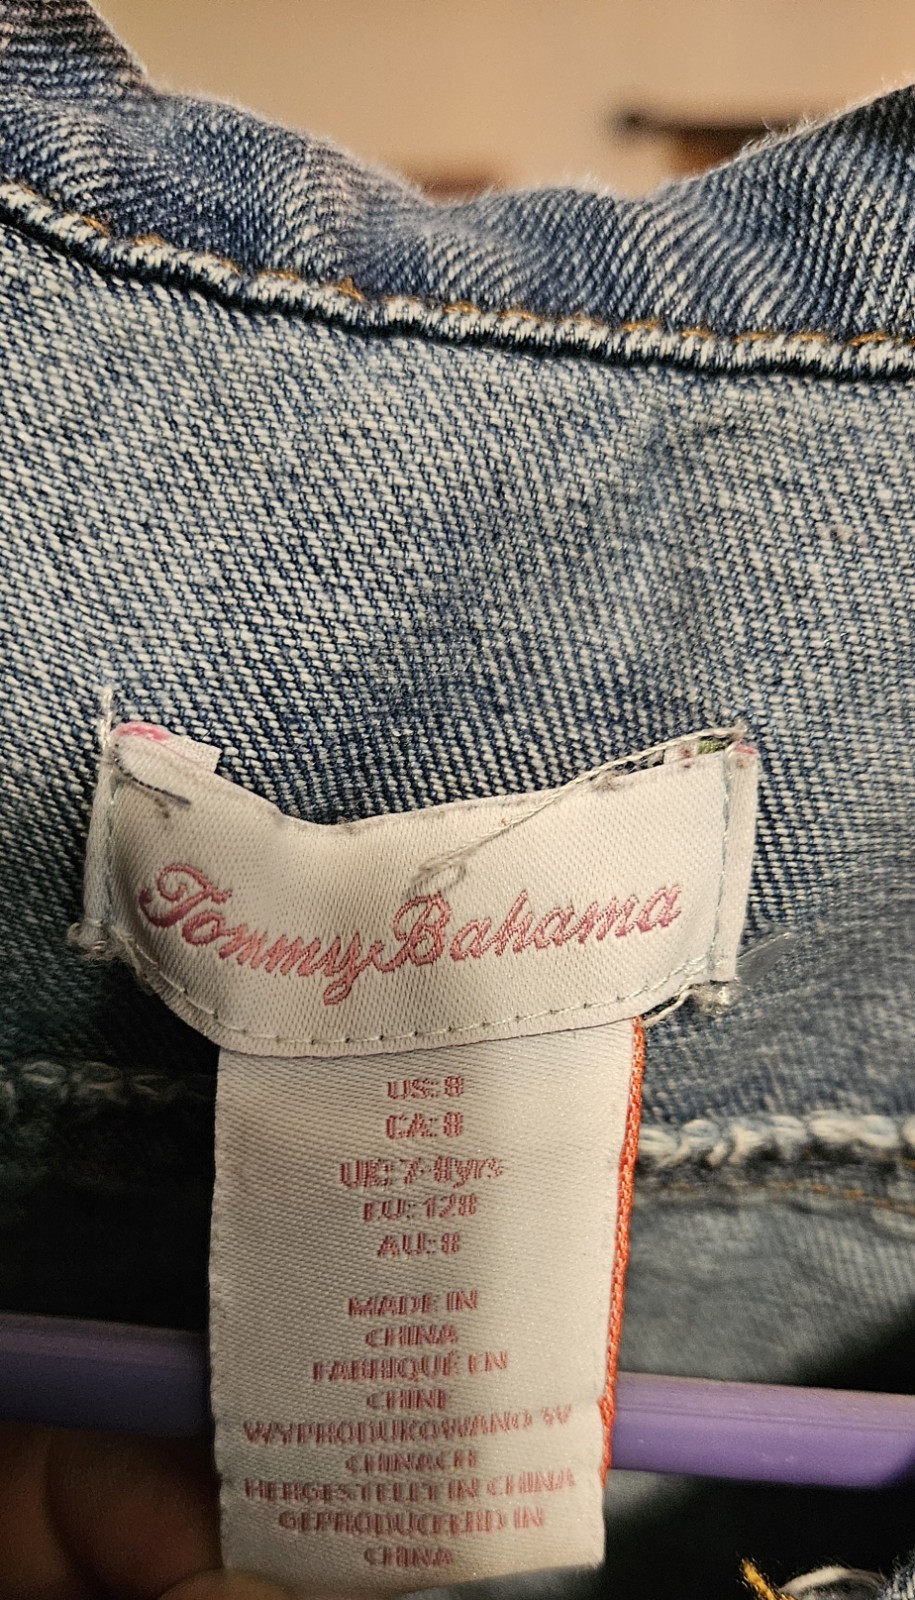 Tommy Bahama
US: 8
CA: 8
UK: 7-8yrs
EU: 128
AU: 8
MADE IN
CHINA
FABRIQUÉ EN
CHINE
WYPRODUKOWANO W
CHINACH
HERGESTELLT IN CHINA
GEPRODUCEERD IN
CHINA